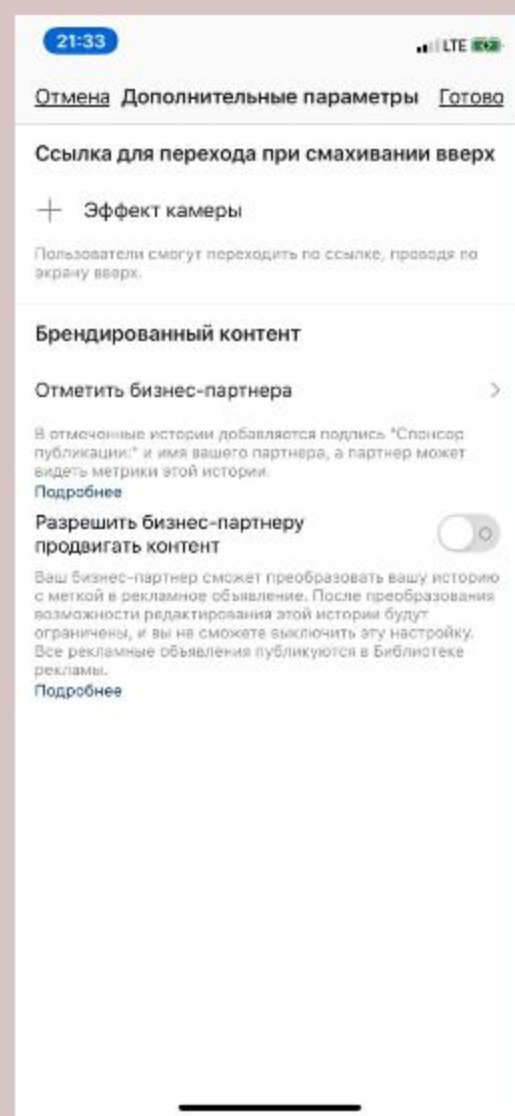 21:33 LTE
Отмена Дополнительные параметры Готово
Ссылка для перехода при смахивании вверх
Эффект камеры
Пользователи смогут переходить по ссылке, проводя по
экрану вверх.
Брендированный контент
Отметить бизнес-партнера
В отмеченные истории добавляется подпись "Спонсор
публикации:" и имя вашего партнера, а партнер может
видеть метрики этой истории.
Подробнее
Разрешить бизнес-партнеру
продвигать контент
Ваш бизнес-партнер сможет преобразовать вашу историю
с меткой в рекламное объявление. После преобразования
возможности редактирования этой истории будут
ограничены, и вы не сможете выключить эту настройку.
Все рекламные объявления публикуются в Библиотеке
рекламы.
Подробнее